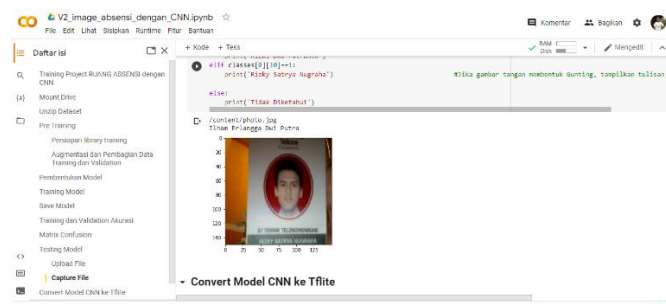 V2_image_absensi_dengan_CNN.ipynb
File Edit Lihat Sisipkan Runtime Fitur Bantuan
Komentar Bagikan
Daftar isi
Training Project RUANG ABSENSI dengan
CNN
Mount Drive
Unzip Dataset
Pre Training
Persiapan library training
Augmentasi dan Pembagian Data
Training dan Validation
Pembentukan Model
Training Model
Save Model
Training dan Validation Akurasi
Matrix Confusion
Testing Model
Upload File
Capture File
Convert Model CNN ke Tflite
+ Kode + Teks
RAM
Disk
Mengedit
elif classes[0][10]==1:
print('Rizky Satrya Nugraha') #Jika gambar tangan membentuk Gunting, tampilkan tulisan
else:
print('Tidak Diketahui')
/content/photo.jpg
Ilham Erlangga Dwi Putra
0
20
40
60
80
100
120
140
0 25 50 75 100 125
S1 TEKNIK TELEKOMUNIKASI
RIZKY SATRYA NUGRAHA
Convert Model CNN ke Tflite